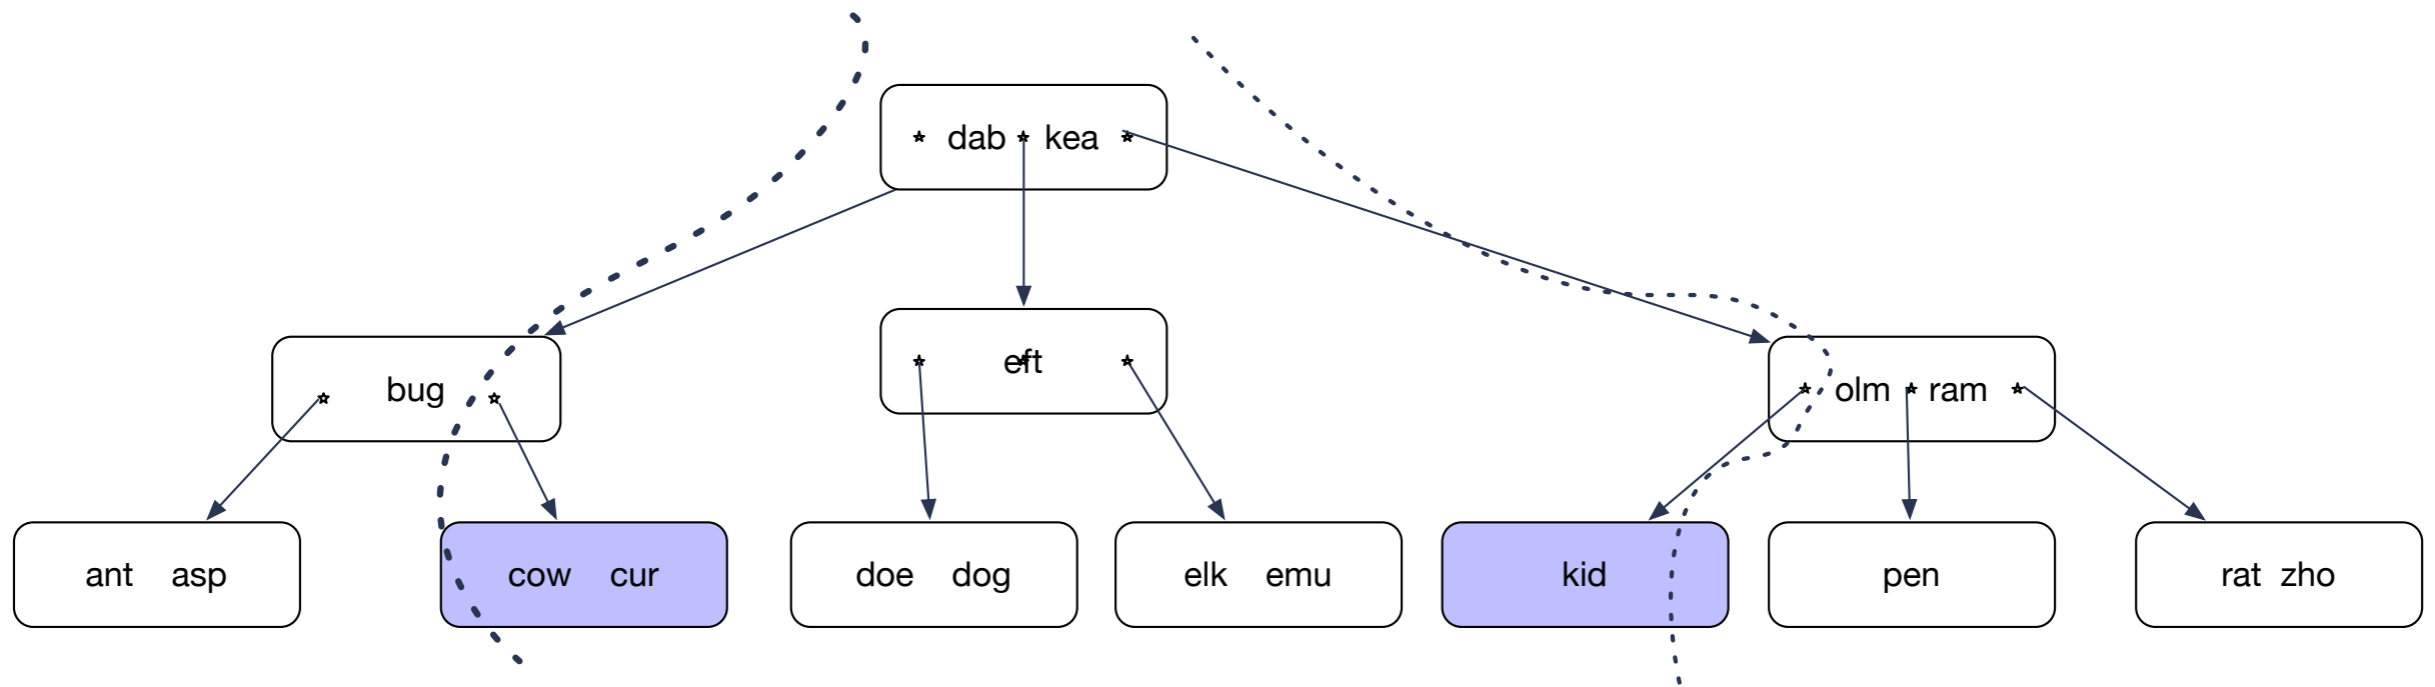 dab kea
bug
eft
olm ram
ant asp
cow cur
doe dog
elk emu
kid
pen
rat zho